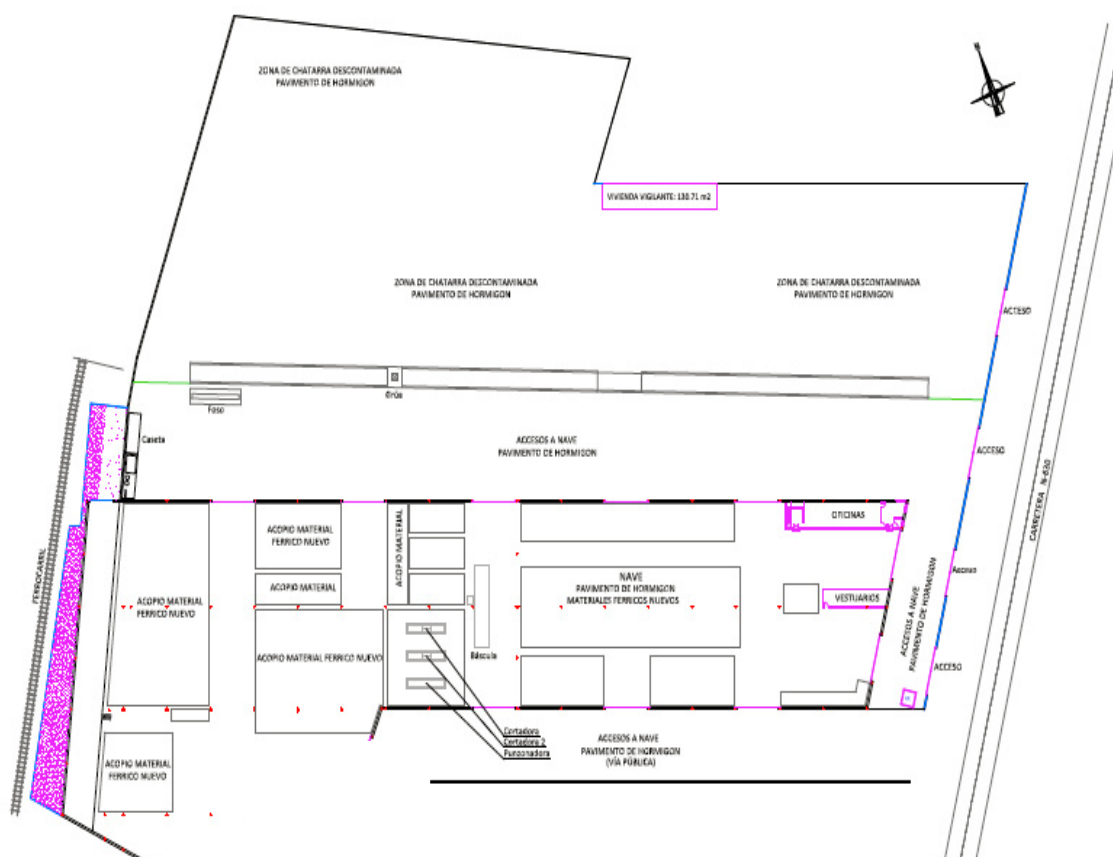 ZONA DE CHATARRA DESCONTAMINADA
PAVIMENTO DE HORMIGON
VIVIENDA VIGILANTE: 130.71 m2
ZONA DE CHATARRA DESCONTAMINADA
PAVIMENTO DE HORMIGON
ZONA DE CHATARRA DESCONTAMINADA
PAVIMENTO DE HORMIGON
ACCESO
Grúa
Foso
Caseta
ACCESOS A NAVE
PAVIMENTO DE HORMIGON
ACCESO
CARRETERA N-630
FERROCARRIL
ACOPIO MATERIAL
FERRICO NUEVO
ACOPIO MATERIAL
OFICINAS
ACOPIO MATERIAL
FERRICO NUEVO
ACOPIO MATERIAL
NAVE
PAVIMENTO DE HORMIGON
MATERIALES FERRICOS NUEVOS
VESTUARIOS
ACCESOS A NAVE
PAVIMENTO DE HORMIGON
Acceso
ACOPIO MATERIAL FERRICO NUEVO
Báscula
ACCESO
Cortadora
Cortadora 2
Punzonadora
ACCESOS A NAVE
PAVIMENTO DE HORMIGON
(VÍA PÚBLICA)
ACOPIO MATERIAL
FERRICO NUEVO